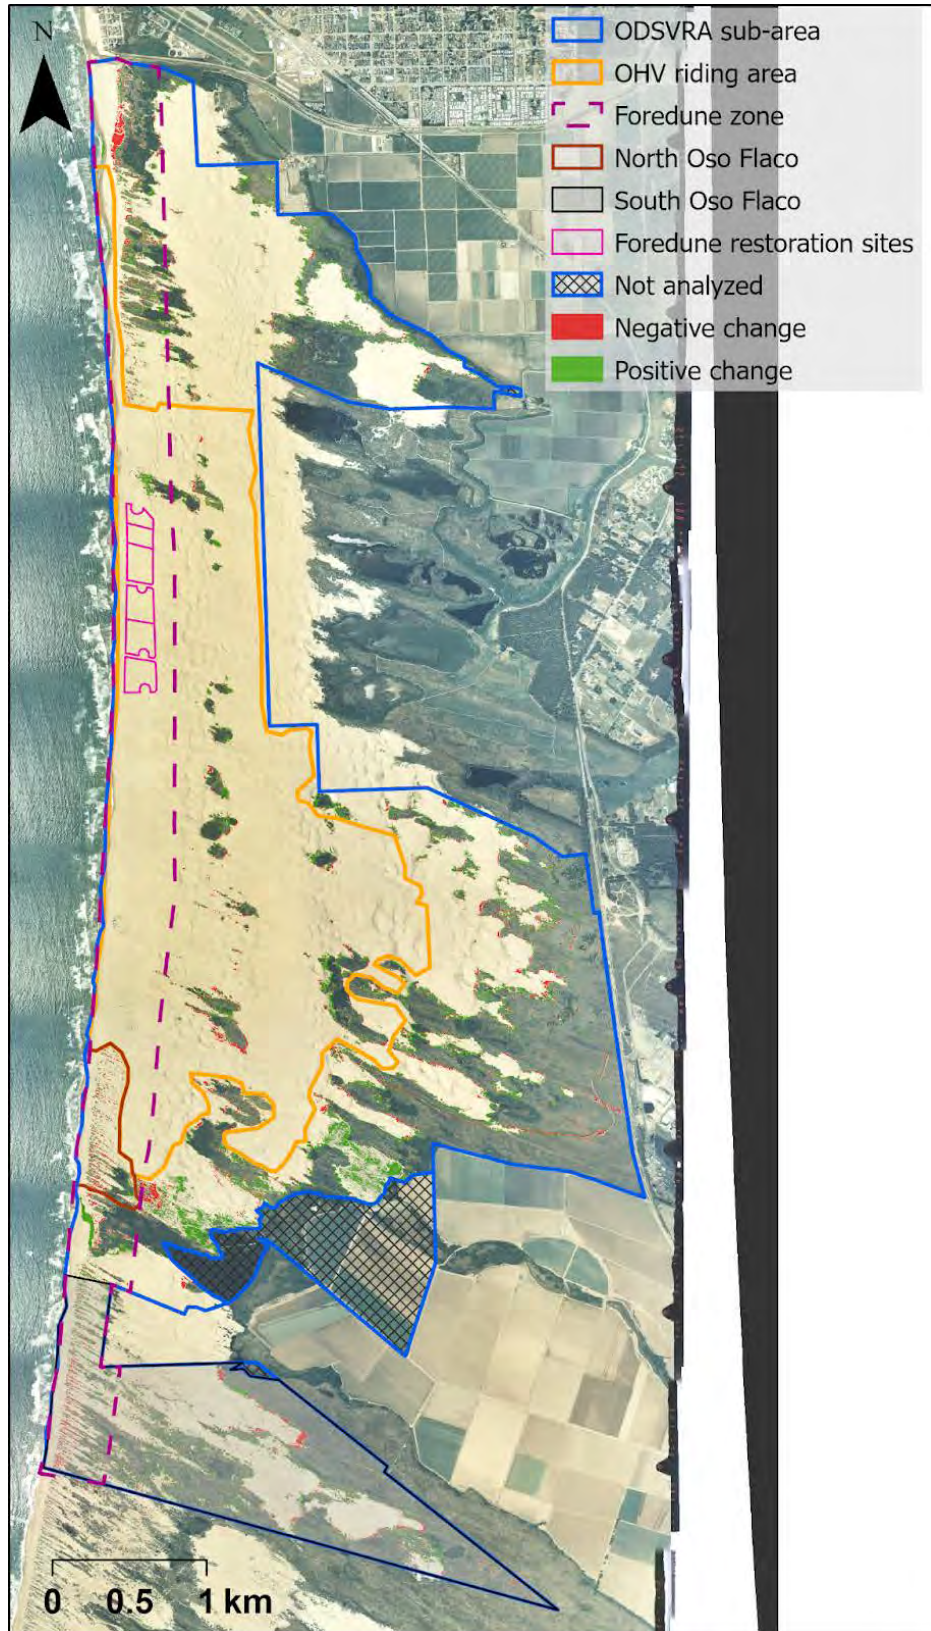 N
ODSVRA sub-area
OHV riding area
Foredune zone
North Oso Flaco
South Oso Flaco
Foredune restoration sites
Not analyzed
Negative change
Positive change
0 0.5 1 km